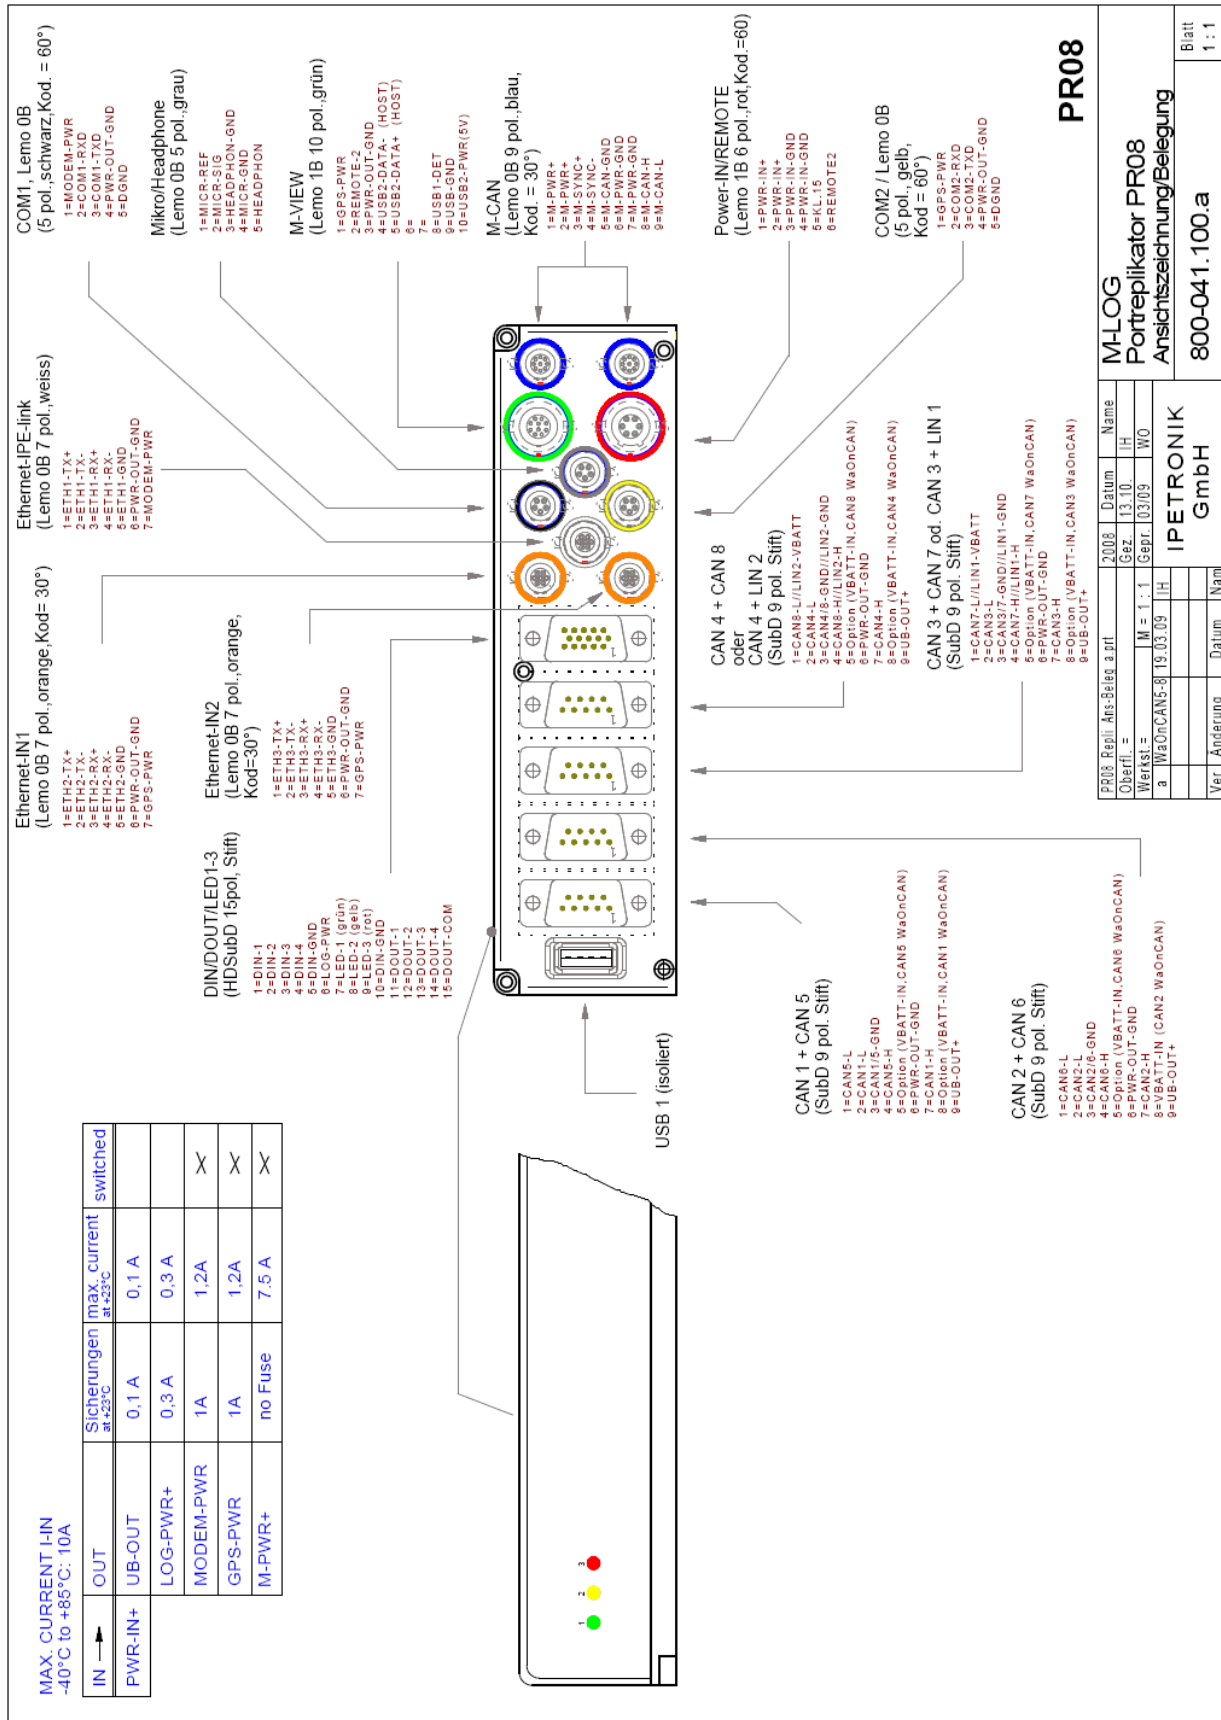 MAX. CURRENT I-IN
-40°C to +85°C: 10A
IN OUT Sicherungen at +23°C max. current at +23°C switched
PWR-IN+ UB-OUT 0,1 A 0,1 A
LOG-PWR+ 0,3 A 0,3 A
MODEM-PWR 1A 1,2A
GPS-PWR 1A 1,2A
M-PWR+ no Fuse 7.5 A
1
2
3
Ethernet-IN1
(Lemo 0B 7 pol.,orange,Kod= 30°)
1=ETH2-TX+
2=ETH2-TX-
3=ETH2-RX+
4=ETH2-RX-
5=ETH2-GND
6=PWR-OUT-GND
7=GPS-PWR
Ethernet-IPE-link
(Lemo 0B 7 pol.,weiss)
1=ETH1-TX+
2=ETH1-TX-
3=ETH1-RX+
4=ETH1-RX-
5=ETH1-GND
6=PWR-OUT-GND
7=MODEM-PWR
COM1, Lemo 0B
(5 pol.,schwarz,Kod. = 60°)
1=MODEM-PWR
2=COM1-RXD
3=COM1-TXD
4=PWR-OUT-GND
5=DGND
Mikro/Headphone
(Lemo 0B 5 pol.,grau)
1=MICR-REF
2=MICR-SIG
3=HEADPHON-GND
4=MICR-GND
5=HEADPHON
DIN/DOUT/LED1-3
(HDSubD 15pol, Stift)
1=DIN-1
2=DIN-2
3=DIN-3
4=DIN-4
5=DIN-GND
6=LOG-PWR
7=LED-1 (grün)
8=LED-2 (gelb)
9=LED-3 (rot)
10=DIN-GND
11=DOUT-1
12=DOUT-2
13=DOUT-3
14=DOUT-4
15=DOUT-COM
Ethernet-IN2
(Lemo 0B 7 pol.,orange,
Kod=30°)
1=ETH3-TX+
2=ETH3-TX-
3=ETH3-RX+
4=ETH3-RX-
5=ETH3-GND
6=PWR-OUT-GND
7=GPS-PWR
M-VIEW
(Lemo 1B 10 pol.,grün)
1=GPS-PWR
2=REMOTE-2
3=PWR-OUT-GND
4=USB2-DATA- (HOST)
5=USB2-DATA+ (HOST)
6=
7=
8=USB1-DET
9=USB-GND
10=USB2-PWR(5V)
M-CAN
(Lemo 0B 9 pol.,blau,
Kod. = 30°)
1=M-PWR+
2=M-PWR+
3=M-SYNC+
4=M-SYNC-
5=M-CAN-GND
6=M-PWR-GND
7=M-PWR-GND
8=M-CAN-H
9=M-CAN-L
1
1
1
1
1
USB 1 (isoliert)
CAN 1 + CAN 5
(SubD 9 pol. Stift)
1=CAN5-L
2=CAN1-L
3=CAN1/5-GND
4=CAN5-H
5=Option (VBATT-IN,CAN5 WaOnCAN)
6=PWR-OUT-GND
7=CAN1-H
8=Option (VBATT-IN,CAN1 WaOnCAN)
9=UB-OUT+
CAN 4 + CAN 8
oder
CAN 4 + LIN 2
(SubD 9 pol. Stift)
1=CAN8-L//LIN2-VBATT
2=CAN4-L
3=CAN4/8-GND//LIN2-GND
4=CAN8-H//LIN2-H
5=Option (VBATT-IN,CAN8 WaOnCAN)
6=PWR-OUT-GND
7=CAN4-H
8=Option (VBATT-IN,CAN4 WaOnCAN)
9=UB-OUT+
Power-IN/REMOTE
(Lemo 1B 6 pol.,rot,Kod.=60)
1=PWR-IN+
2=PWR-IN+
3=PWR-IN-GND
4=PWR-IN-GND
5=KL.15
6=REMOTE2
CAN 2 + CAN 6
(SubD 9 pol. Stift)
1=CAN6-L
2=CAN2-L
3=CAN2/6-GND
4=CAN6-H
5=Option (VBATT-IN,CAN6 WaOnCAN)
6=PWR-OUT-GND
7=CAN2-H
8=VBATT-IN (CAN2 WaOnCAN)
9=UB-OUT+
CAN 3 + CAN 7 od. CAN 3 + LIN 1
(SubD 9 pol. Stift)
1=CAN7-L//LIN1-VBATT
2=CAN3-L
3=CAN3/7-GND//LIN1-GND
4=CAN7-H//LIN1-H
5=Option (VBATT-IN,CAN7 WaOnCAN)
6=PWR-OUT-GND
7=CAN3-H
8=Option (VBATT-IN,CAN3 WaOnCAN)
9=UB-OUT+
COM2 / Lemo 0B
(5 pol., gelb,
Kod = 60°)
1=GPS-PWR
2=COM2-RXD
3=COM2-TXD
4=PWR-OUT-GND
5=DGND
PR08
PR08 Repli Ans-Beleg a.prt 2008 Datum Name
Oberfl. = Gez. 13.10. IH
Werkst.= M = 1 : 1 Gepr. 03/09 WO
a WaOnCAN5-8 19.03.09 IH
Ver Änderung Datum Nam
IPETRONIK
GmbH
M-LOG
Portreplikator PR08
Ansichtszeichnung/Belegung
800-041.100.a
Blatt
1 : 1